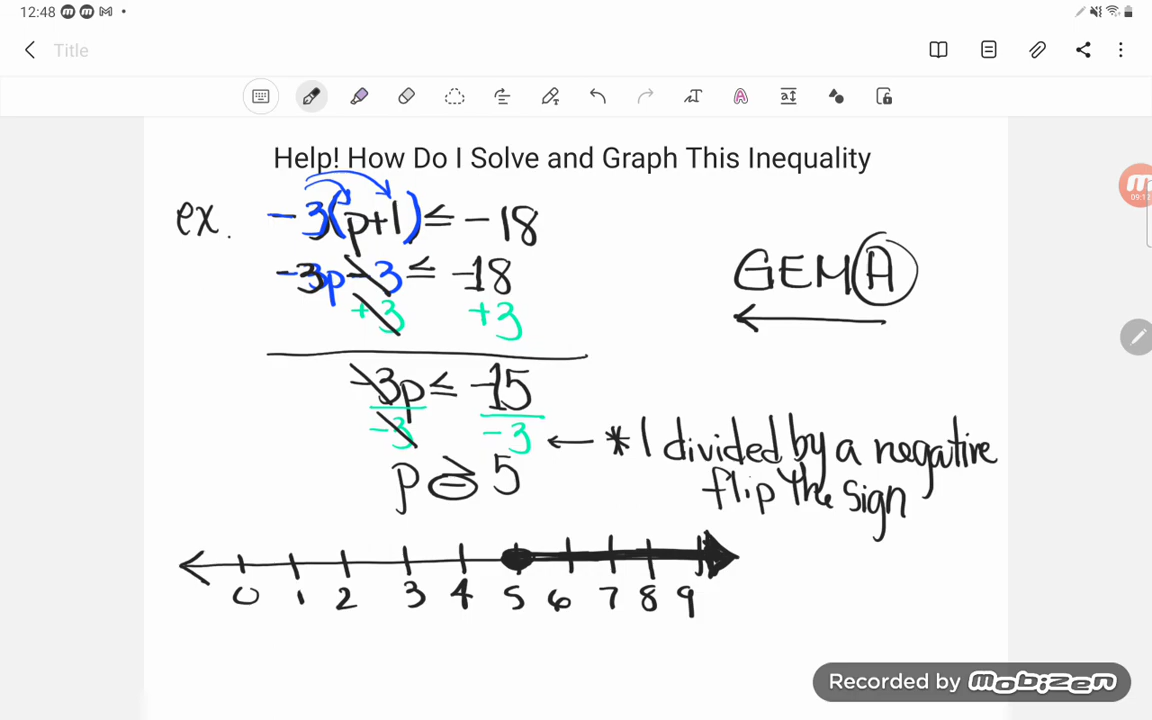 12:48
Title
Help! How Do I Solve and Graph This Inequality
ex. -3(p+1) ≤ -18
GEMA
-3p-3 ≤ -18
+3 +3
-3p ≤ -15
-3 -3 ← * I divided by a negative
flip the sign
p ≥ 5
0 1 2 3 4 5 6 7 8 9
Recorded by mobizen